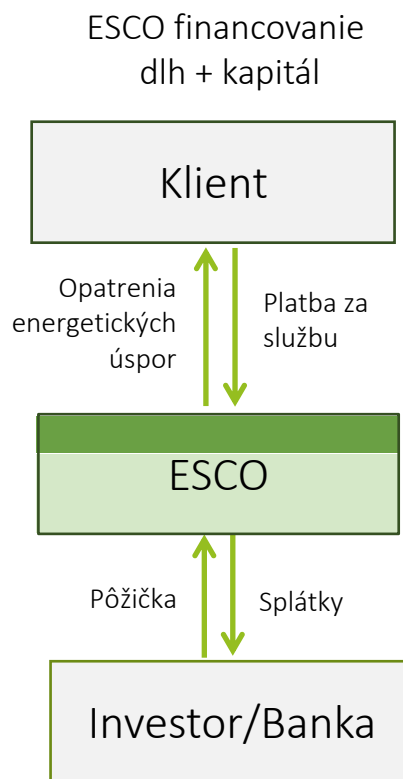 ESCO financovanie
dlh + kapitál
Klient
Opatrenia
energetických
úspor
Platba za
službu
ESCO
Pôžička
Splátky
Investor/Banka